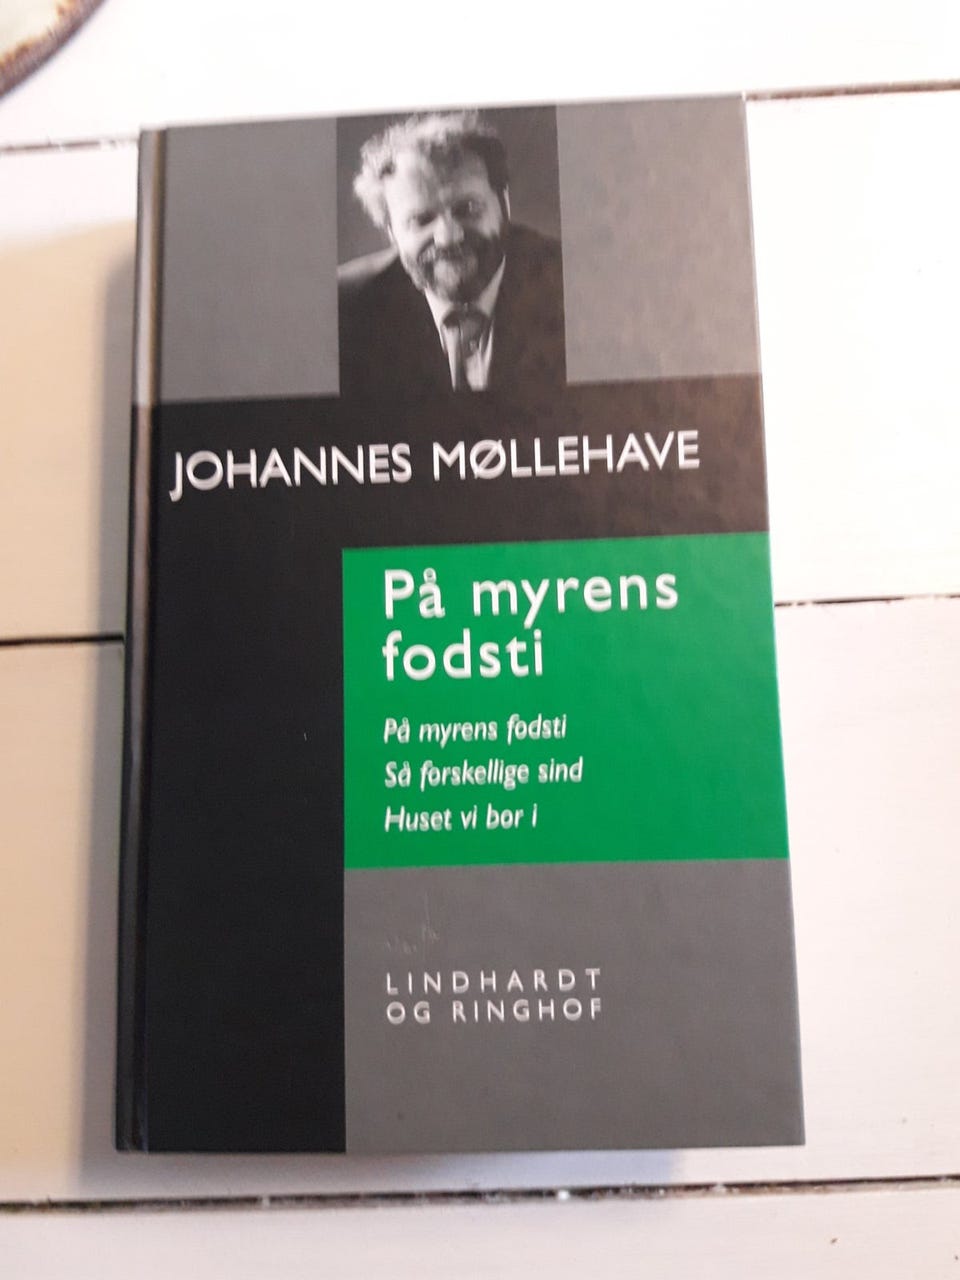 JOHANNES MØLLEHAVE
På myrens
fodsti
På myrens fodsti
Så forskellige sind
Huset vi bor i
LINDHARDT
OG RINGHOF